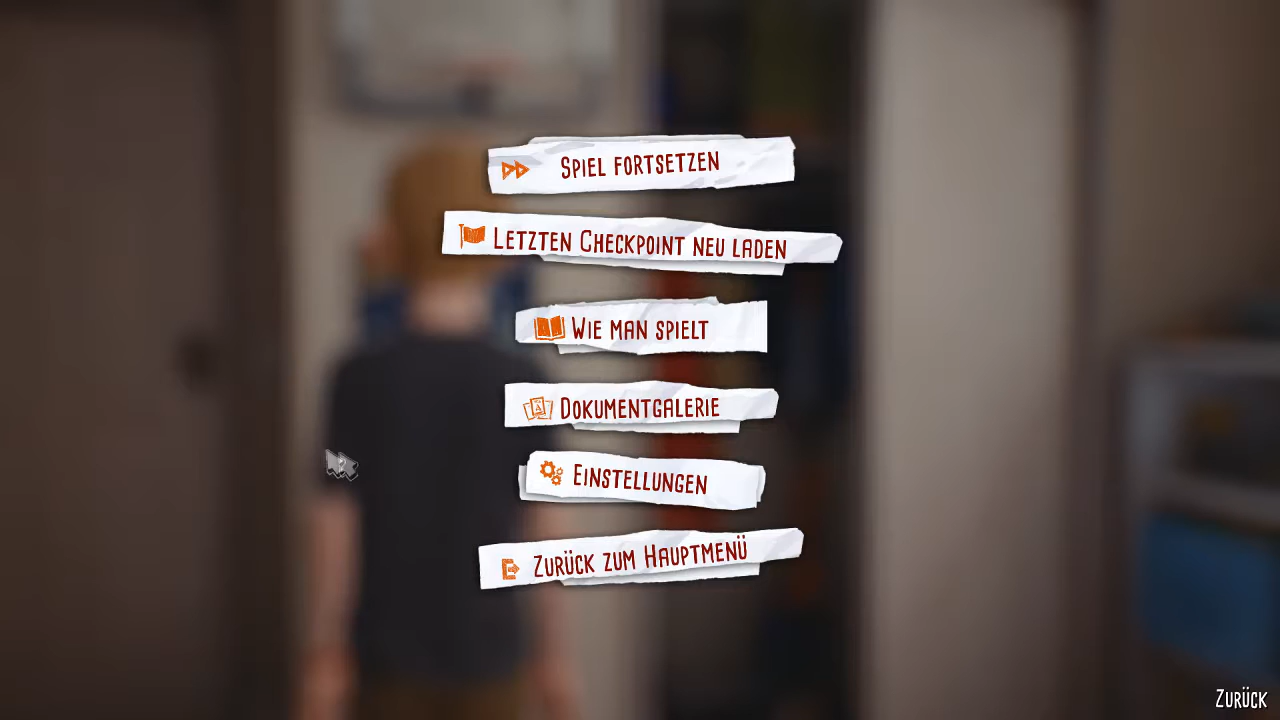 Spiel fortsetzen
Letzten Checkpoint neu laden
Wie man spielt
Dokumentgalerie
Einstellungen
Zurück zum Hauptmenü
Zurück